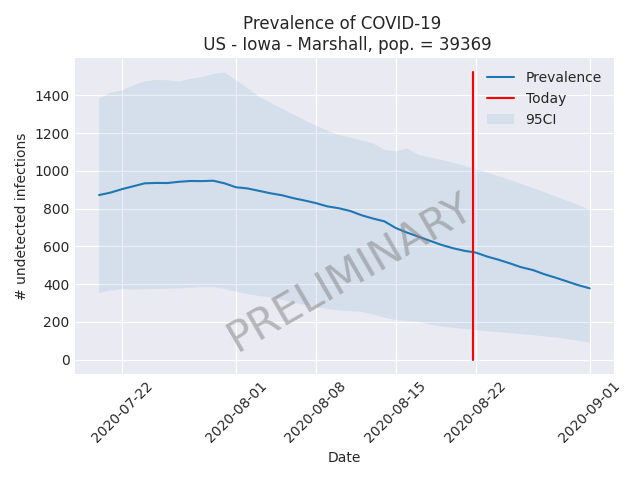 Prevalence of COVID-19
US - Iowa - Marshall, pop. = 39369
Prevalence
Today
95CI
PRELIMINARY
# undetected infections
1400
1200
1000
800
600
400
200
0
2020-07-22
2020-08-01
2020-08-08
2020-08-15
2020-08-22
2020-09-01
Date